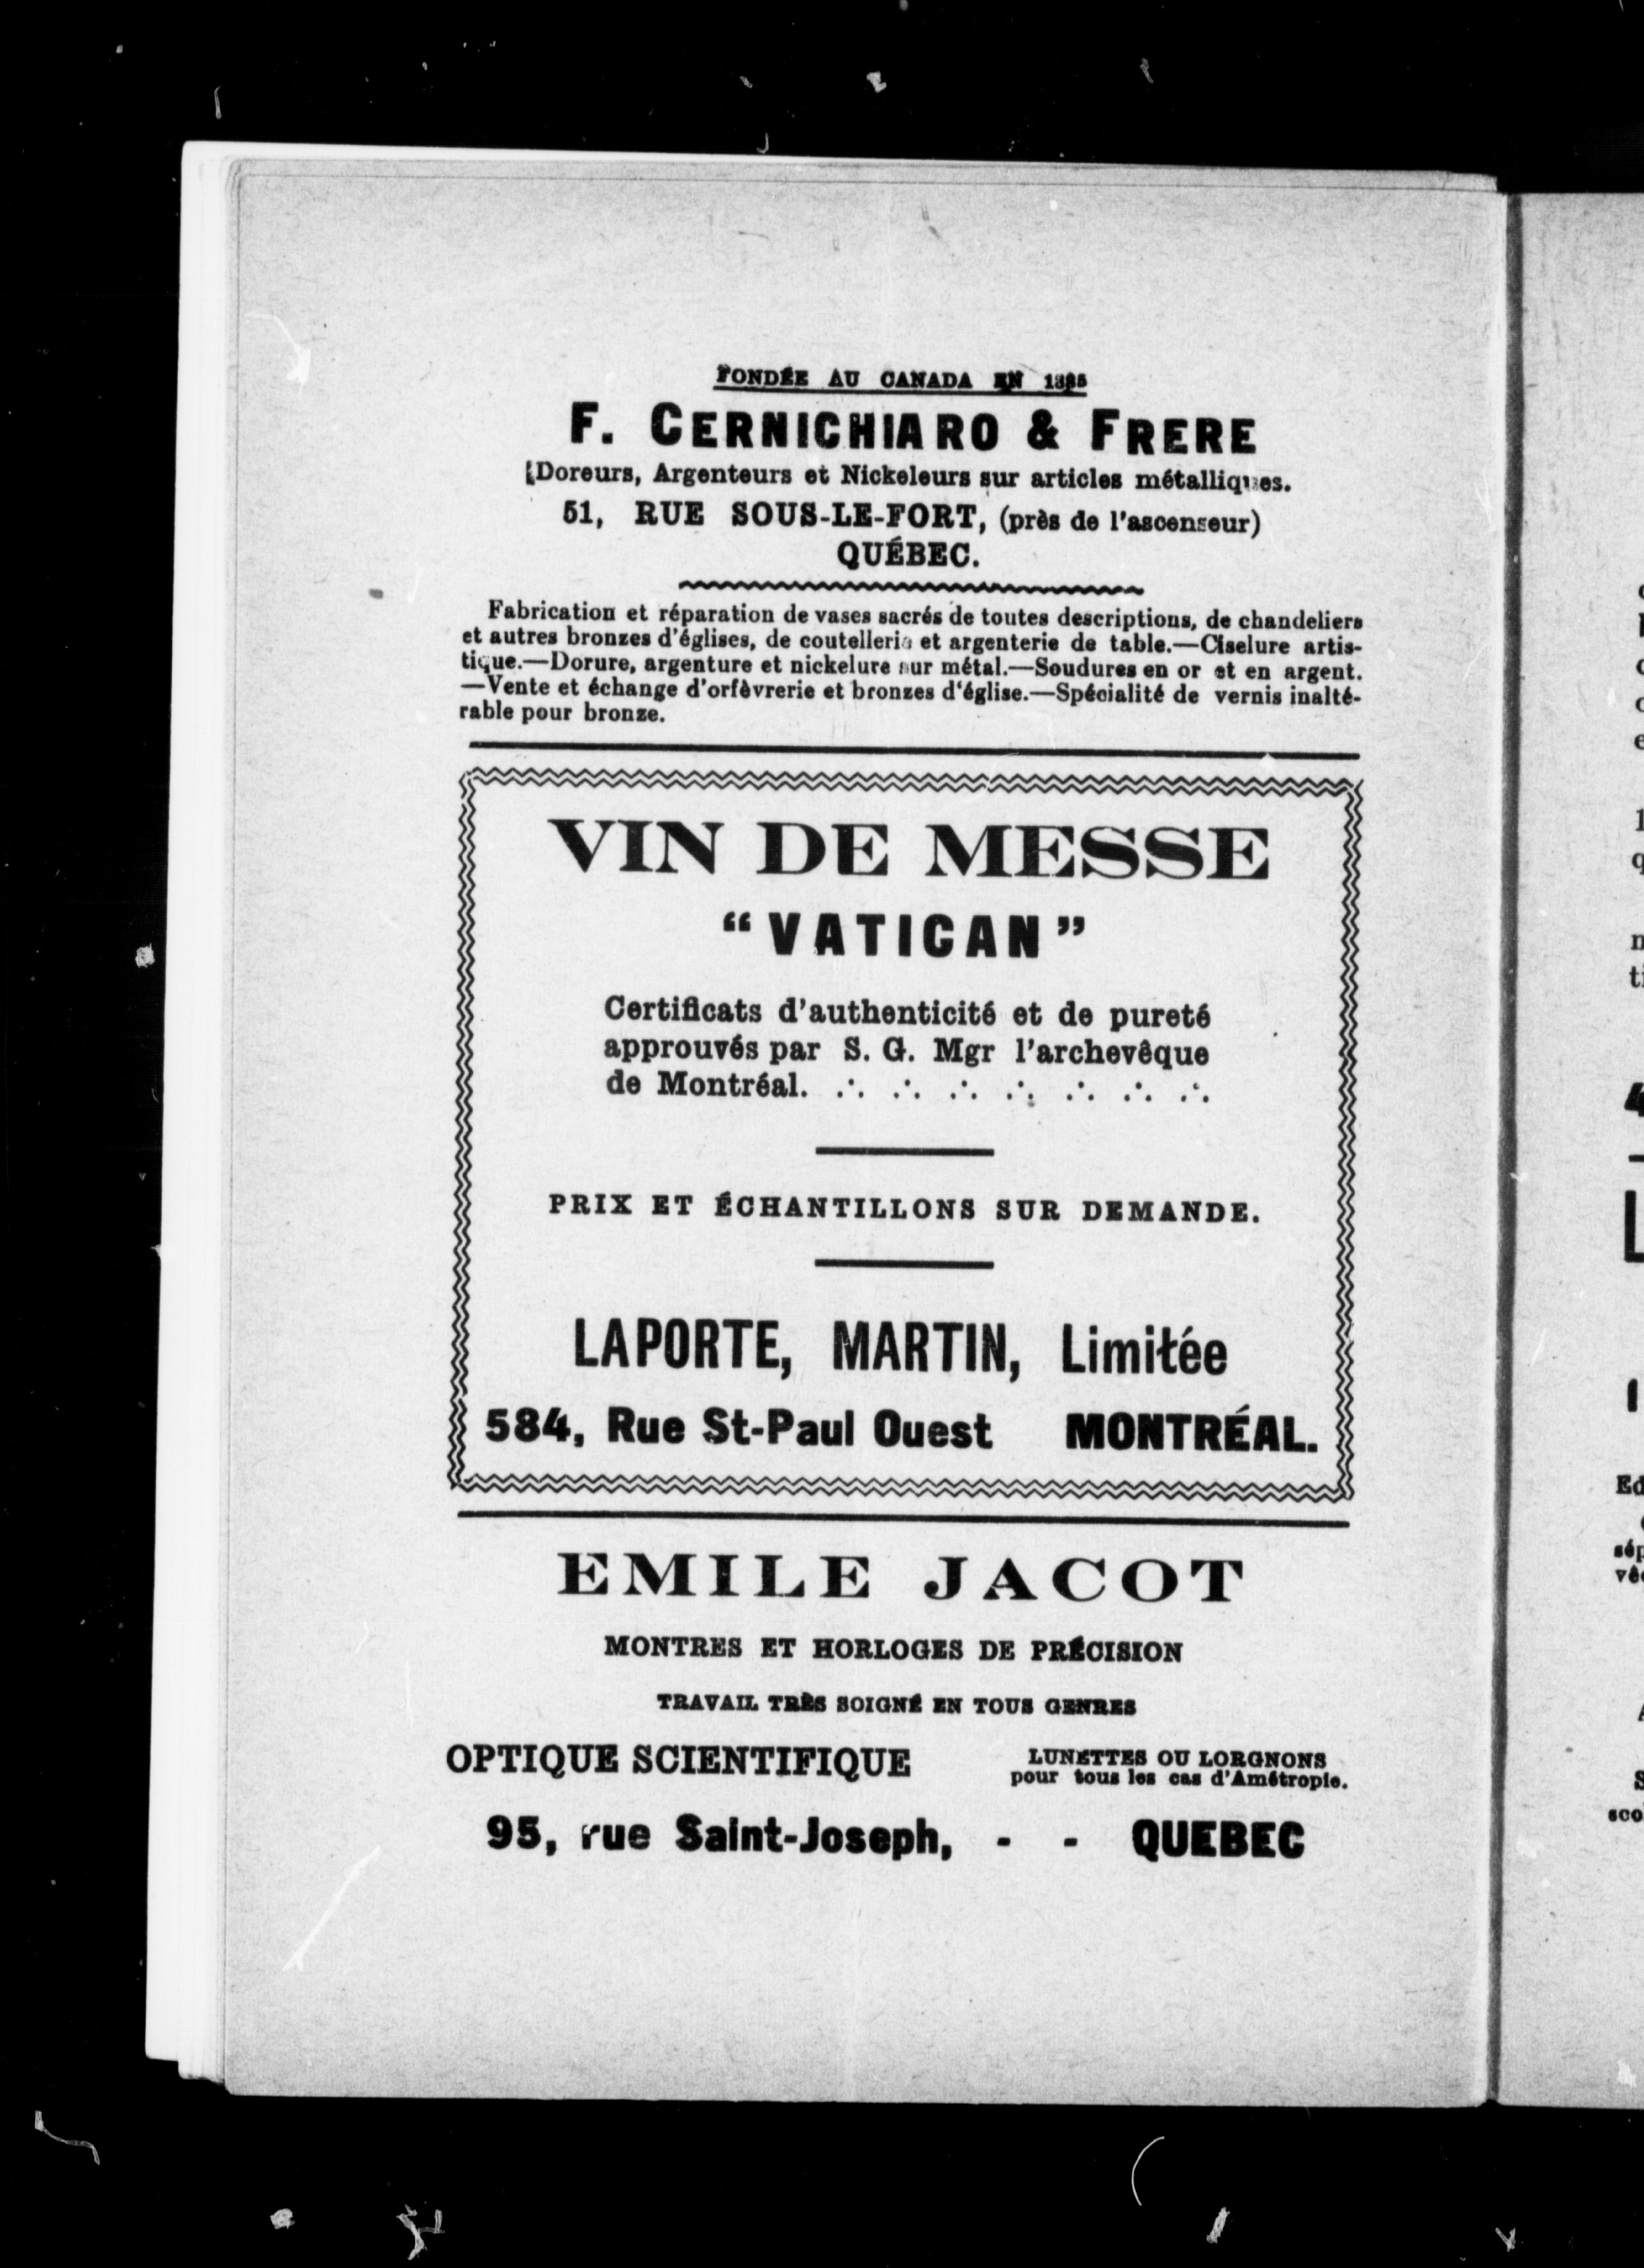 FONDÉE AU CANADA EN 1885
F. CERNICHIARO & FRERE
Doreurs, Argenteurs et Nickeleurs sur articles métalliques.
51, RUE SOUS-LE-FORT, (près de l'ascenseur)
QUÉBEC.
Fabrication et réparation de vases sacrés de toutes descriptions, de chandeliers
et autres bronzes d'églises, de coutellerie et argenterie de table.—Ciselure artis-
tique.—Dorure, argenture et nickelure sur métal.—Soudures en or et en argent.
—Vente et échange d'orfèvrerie et bronzes d'église.—Spécialité de vernis inalté-
rable pour bronze.
VIN DE MESSE
“VATICAN”
Certificats d'authenticité et de pureté
approuvés par S. G. Mgr l'archevêque
de Montréal. ∴ ∴ ∴ ∴ ∴ ∴ ∴
PRIX ET ÉCHANTILLONS SUR DEMANDE.
LAPORTE, MARTIN, Limitée
584, Rue St-Paul Ouest MONTRÉAL.
EMILE JACOT
MONTRES ET HORLOGES DE PRÉCISION
TRAVAIL TRÈS SOIGNÉ EN TOUS GENRES
OPTIQUE SCIENTIFIQUE
LUNETTES OU LORGNONS
pour tous les cas d'Amétropie.
95, rue Saint-Joseph, - - QUEBEC